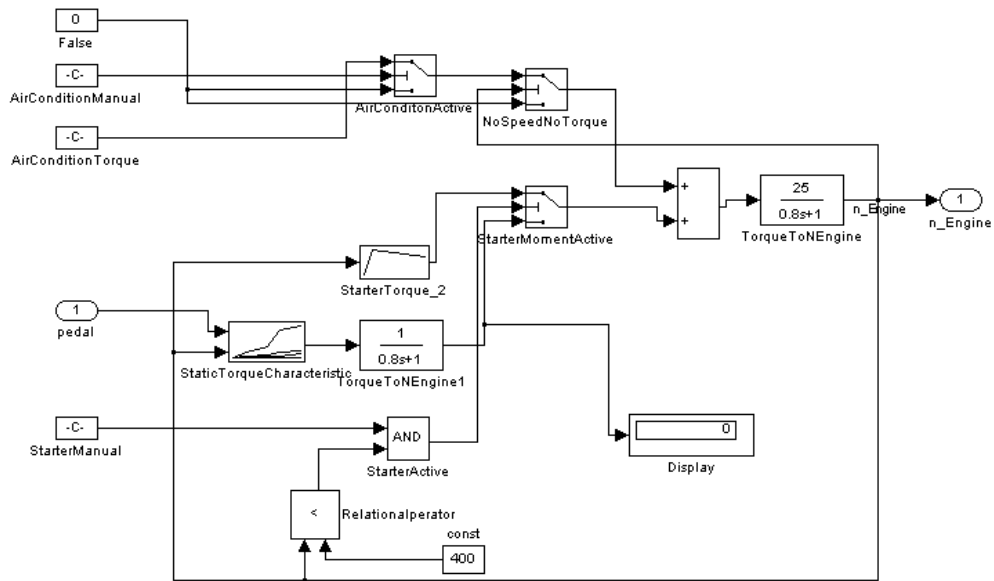 0
False
-C-
AirConditionManual
AirConditonActive
NoSpeedNoTorque
-C-
AirConditionTorque
+
+
25
0.8s+1
TorqueToNEngine
n_Engine
1
n_Engine
StarterMomentActive
StarterTorque_2
1
pedal
StaticTorqueCharacteristic
1
0.8s+1
TorqueToNEngine1
-C-
StarterManual
AND
StarterActive
0
Display
<
Relationalperator
const
400